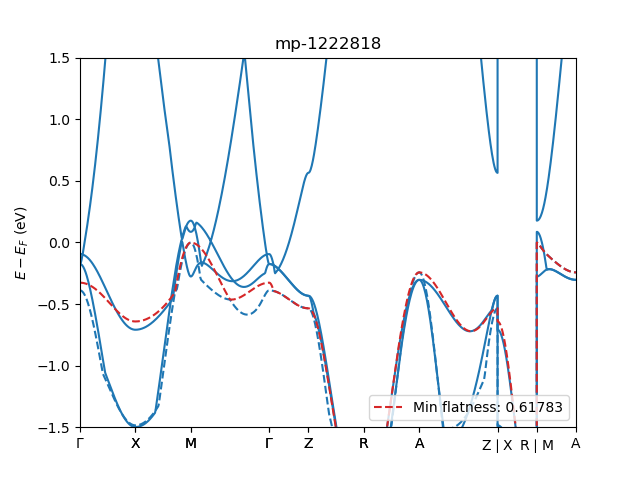 mp-1222818
E − E_F (eV)
1.5
1.0
0.5
0.0
−0.5
−1.0
−1.5
Min flatness: 0.61783
Γ X M Γ Z R A Z | X R | M A